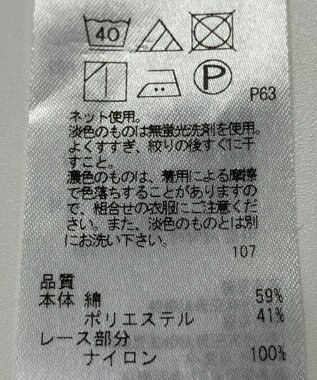 40
P
P63
ネット使用。
淡色のものは無蛍光洗剤を使用。
よくすすぎ、絞りの後すぐに干
すこと。
濃色のものは、着用による摩擦
で色落ちすることがありますの
で、組合せの衣服にご注意くだ
さい。また、淡色のものとは別
にお洗い下さい。
107
品質
本体 綿 59%
ポリエステル 41%
レース部分
ナイロン 100%